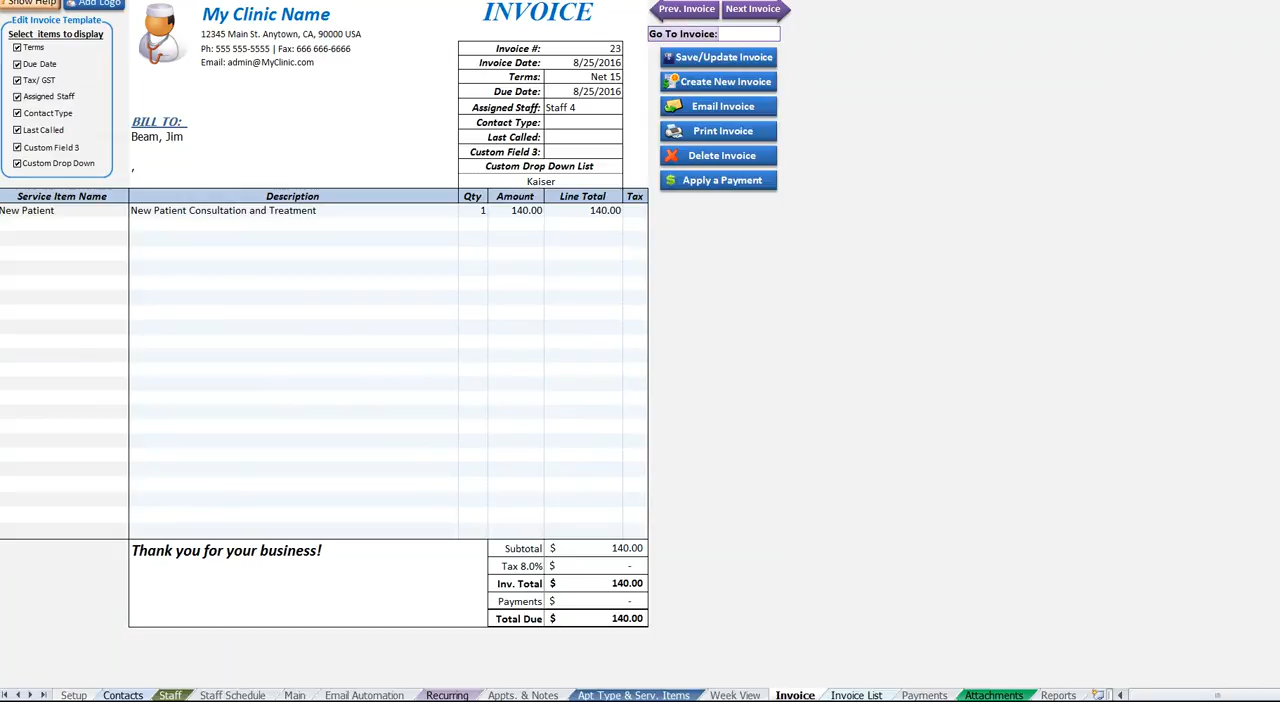 Show Help
Add Logo
Edit Invoice Template
Select items to display
Terms
Due Date
Tax/ GST
Assigned Staff
Contact Type
Last Called
Custom Field 3
Custom Drop Down
My Clinic Name
12345 Main St. Anytown, CA, 90000 USA
Ph: 555 555-5555 | Fax: 666 666-6666
Email: admin@MyClinic.com
BILL TO:
Beam, Jim
,
INVOICE
Invoice #: 23
Invoice Date: 8/25/2016
Terms: Net 15
Due Date: 8/25/2016
Assigned Staff: Staff 4
Contact Type:
Last Called:
Custom Field 3:
Custom Drop Down List
Kaiser
Prev. Invoice Next Invoice
Go To Invoice:
Save/Update Invoice
Create New Invoice
Email Invoice
Print Invoice
Delete Invoice
$ Apply a Payment
Service Item Name Description Qty Amount Line Total Tax
New Patient New Patient Consultation and Treatment 1 140.00 140.00
Thank you for your business!
Subtotal $ 140.00
Tax 8.0% $ -
Inv. Total $ 140.00
Payments $ -
Total Due $ 140.00
Setup Contacts Staff Staff Schedule Main Email Automation Recurring Appts. & Notes Apt Type & Serv. Items Week View Invoice Invoice List Payments Attachments Reports